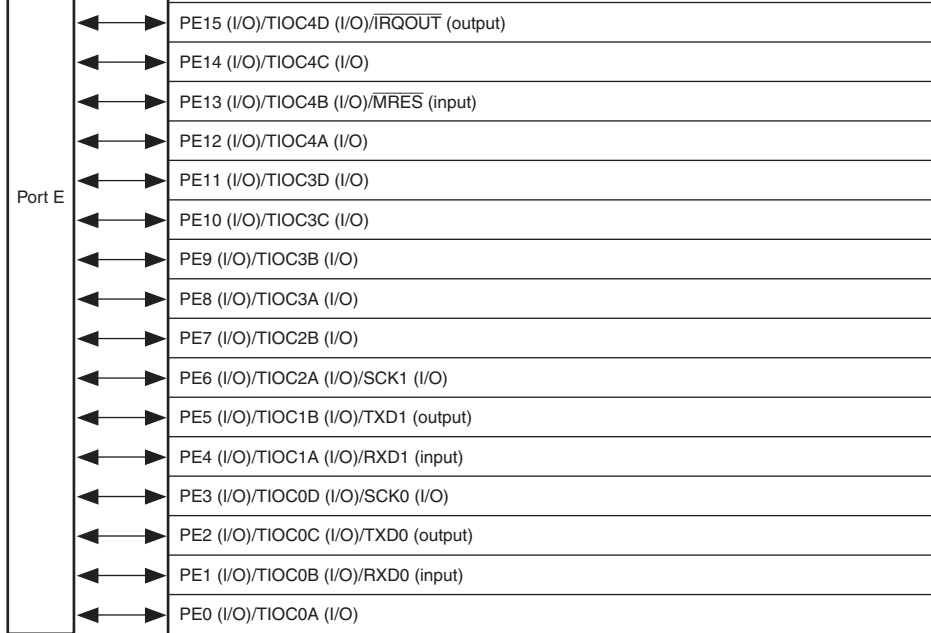 PE15 (I/O)/TIOC4D (I/O)/I̅R̅Q̅O̅U̅T̅ (output)
PE14 (I/O)/TIOC4C (I/O)
PE13 (I/O)/TIOC4B (I/O)/M̅R̅E̅S̅ (input)
PE12 (I/O)/TIOC4A (I/O)
PE11 (I/O)/TIOC3D (I/O)
Port E
PE10 (I/O)/TIOC3C (I/O)
PE9 (I/O)/TIOC3B (I/O)
PE8 (I/O)/TIOC3A (I/O)
PE7 (I/O)/TIOC2B (I/O)
PE6 (I/O)/TIOC2A (I/O)/SCK1 (I/O)
PE5 (I/O)/TIOC1B (I/O)/TXD1 (output)
PE4 (I/O)/TIOC1A (I/O)/RXD1 (input)
PE3 (I/O)/TIOC0D (I/O)/SCK0 (I/O)
PE2 (I/O)/TIOC0C (I/O)/TXD0 (output)
PE1 (I/O)/TIOC0B (I/O)/RXD0 (input)
PE0 (I/O)/TIOC0A (I/O)